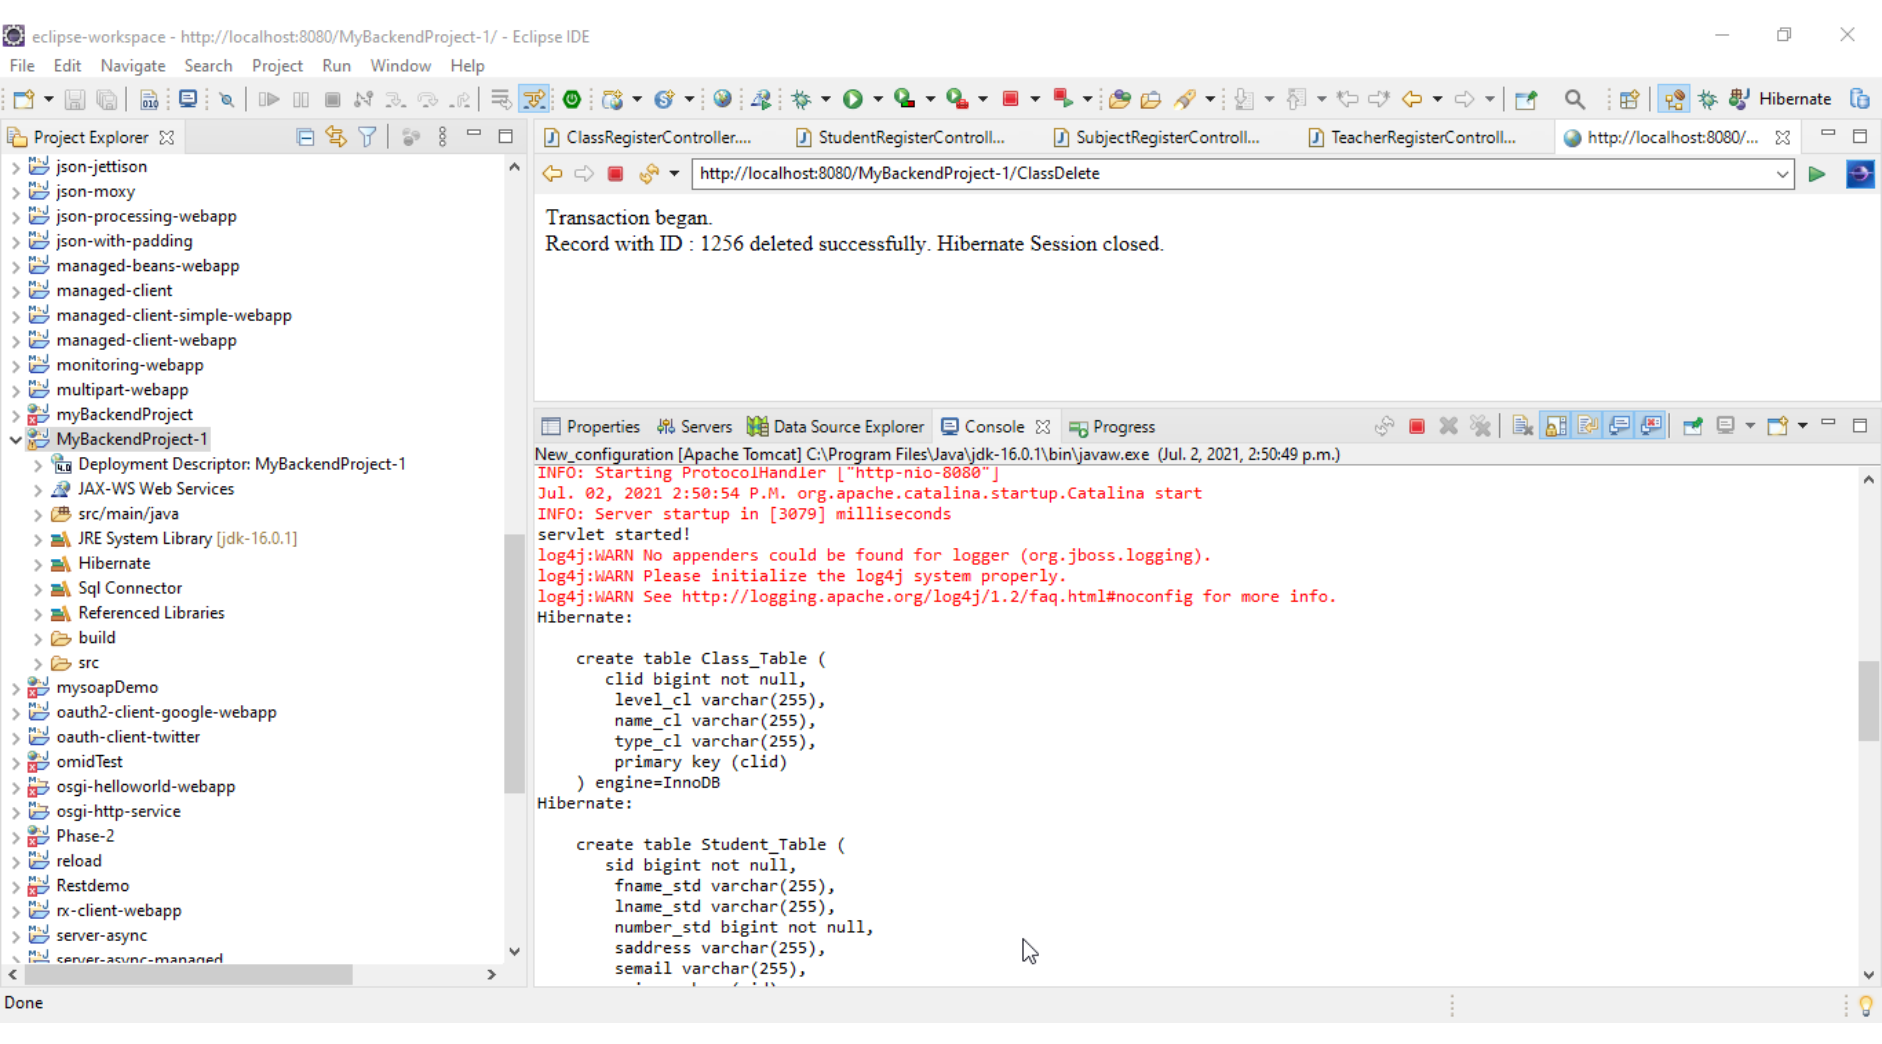 eclipse-workspace - http://localhost:8080/MyBackendProject-1/ - Eclipse IDE
File Edit Navigate Search Project Run Window Help
Hibernate
Project Explorer
json-jettison
json-moxy
json-processing-webapp
json-with-padding
managed-beans-webapp
managed-client
managed-client-simple-webapp
managed-client-webapp
monitoring-webapp
multipart-webapp
myBackendProject
MyBackendProject-1
Deployment Descriptor: MyBackendProject-1
JAX-WS Web Services
src/main/java
JRE System Library [jdk-16.0.1]
Hibernate
Sql Connector
Referenced Libraries
build
src
mysoapDemo
oauth2-client-google-webapp
oauth-client-twitter
omidTest
osgi-helloworld-webapp
osgi-http-service
Phase-2
reload
Restdemo
rx-client-webapp
server-async
server-async-managed
ClassRegisterController.... StudentRegisterControll... SubjectRegisterControll... TeacherRegisterControll... http://localhost:8080/...
http://localhost:8080/MyBackendProject-1/ClassDelete
Transaction began.
Record with ID : 1256 deleted successfully. Hibernate Session closed.
Properties Servers Data Source Explorer Console Progress
New_configuration [Apache Tomcat] C:\Program Files\Java\jdk-16.0.1\bin\javaw.exe (Jul. 2, 2021, 2:50:49 p.m.)
INFO: Starting ProtocolHandler ["http-nio-8080"]
Jul. 02, 2021 2:50:54 P.M. org.apache.catalina.startup.Catalina start
INFO: Server startup in [3079] milliseconds
servlet started!
log4j:WARN No appenders could be found for logger (org.jboss.logging).
log4j:WARN Please initialize the log4j system properly.
log4j:WARN See http://logging.apache.org/log4j/1.2/faq.html#noconfig for more info.
Hibernate:
create table Class_Table (
clid bigint not null,
level_cl varchar(255),
name_cl varchar(255),
type_cl varchar(255),
primary key (clid)
) engine=InnoDB
Hibernate:
create table Student_Table (
sid bigint not null,
fname_std varchar(255),
lname_std varchar(255),
number_std bigint not null,
saddress varchar(255),
semail varchar(255),
Done